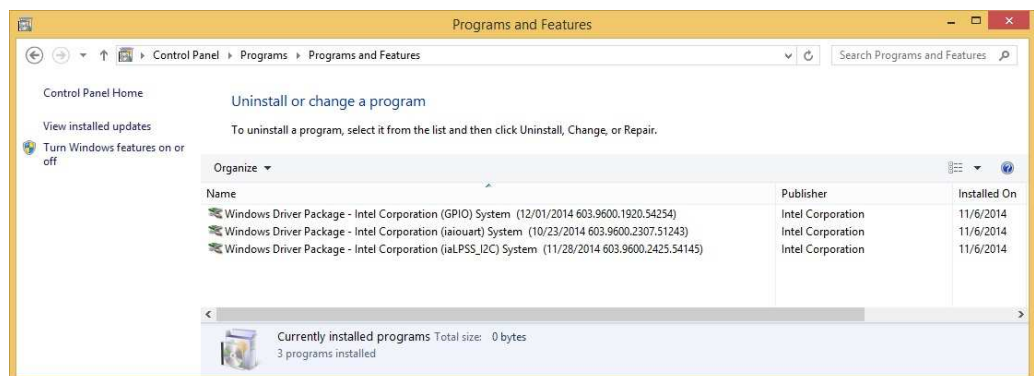 Programs and Features
Control Panel Programs Programs and Features
Search Programs and Features
Control Panel Home
View installed updates
Turn Windows features on or
off
Uninstall or change a program
To uninstall a program, select it from the list and then click Uninstall, Change, or Repair.
Organize
Name Publisher Installed On
Windows Driver Package - Intel Corporation (GPIO) System (12/01/2014 603.9600.1920.54254) Intel Corporation 11/6/2014
Windows Driver Package - Intel Corporation (iaiouart) System (10/23/2014 603.9600.2307.51243) Intel Corporation 11/6/2014
Windows Driver Package - Intel Corporation (iaLPSS_I2C) System (11/28/2014 603.9600.2425.54145) Intel Corporation 11/6/2014
Currently installed programs Total size: 0 bytes
3 programs installed